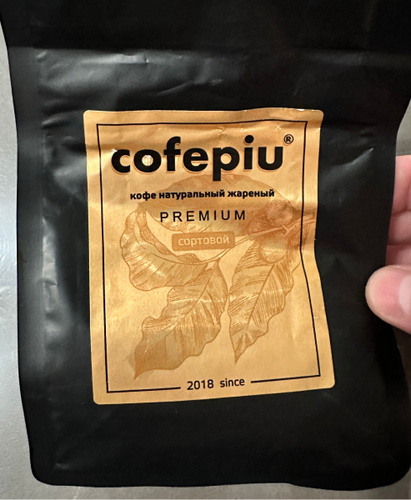 cofepiu®
кофе натуральный жареный
PREMIUM
сортовой
2018 since